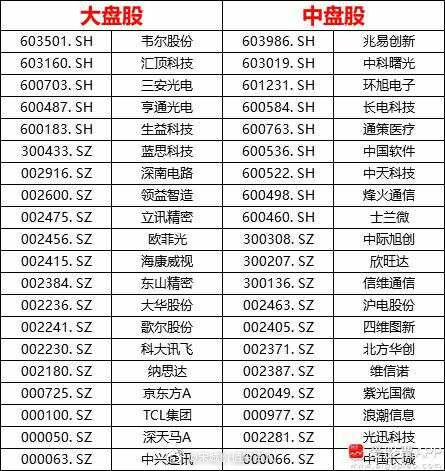 大盘股 中盘股
603501. SH 韦尔股份 603986. SH 兆易创新
603160. SH 汇顶科技 603019. SH 中科曙光
600703. SH 三安光电 601231. SH 环旭电子
600487. SH 亨通光电 600584. SH 长电科技
600183. SH 生益科技 600763. SH 通策医疗
300433. SZ 蓝思科技 600536. SH 中国软件
002916. SZ 深南电路 600522. SH 中天科技
002600. SZ 领益智造 600498. SH 烽火通信
002475. SZ 立讯精密 600460. SH 士兰微
002456. SZ 欧菲光 300308. SZ 中际旭创
002415. SZ 海康威视 300207. SZ 欣旺达
002384. SZ 东山精密 300136. SZ 信维通信
002236. SZ 大华股份 002463. SZ 沪电股份
002241. SZ 歌尔股份 002405. SZ 四维图新
002230. SZ 科大讯飞 002371. SZ 北方华创
002180. SZ 纳思达 002387. SZ 维信诺
000725. SZ 京东方A 002049. SZ 紫光国微
000100. SZ TCL集团 000977. SZ 浪潮信息
000050. SZ 深天马A 002281. SZ 光迅科技
000063. SZ 中兴通讯 000066. SZ 中国长城